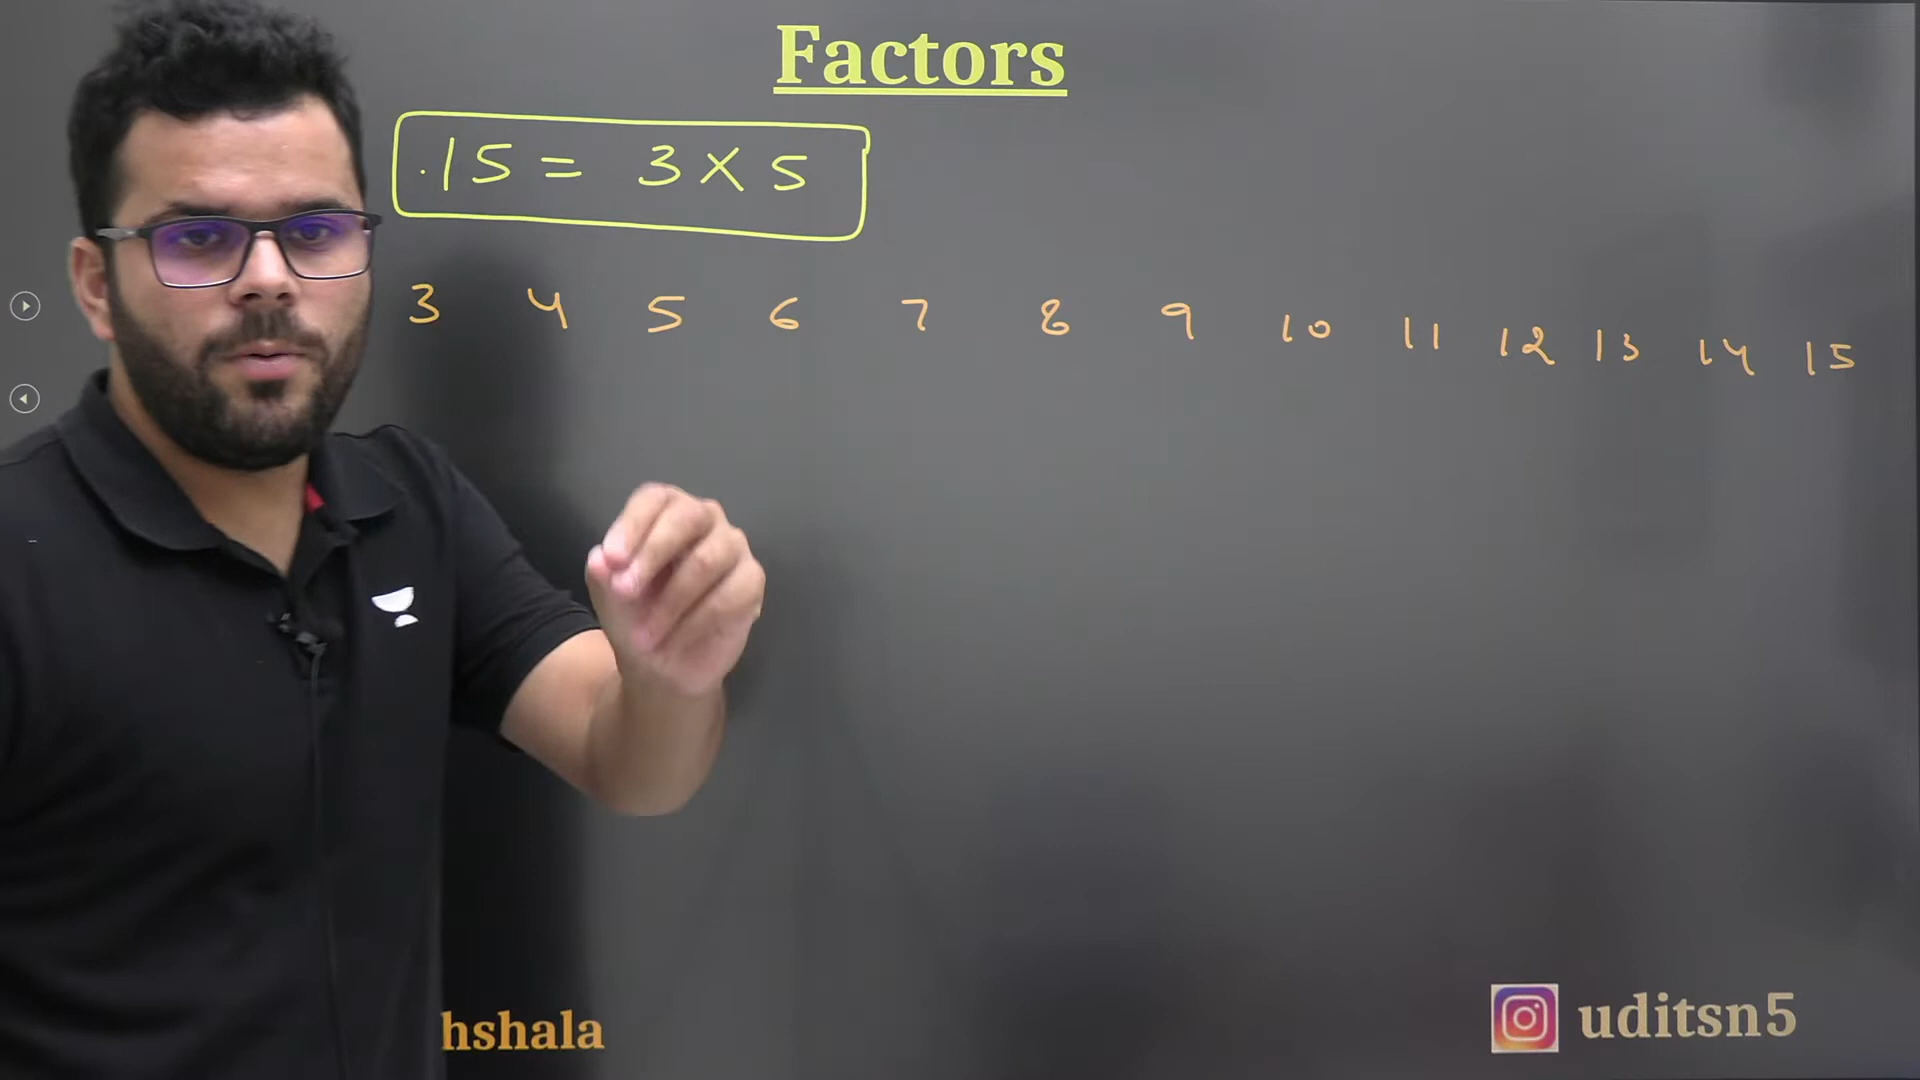 Factors
.15 = 3 × 5
3 4 5 6 7 8 9 10 11 12 13 14 15
hshala
uditsn5